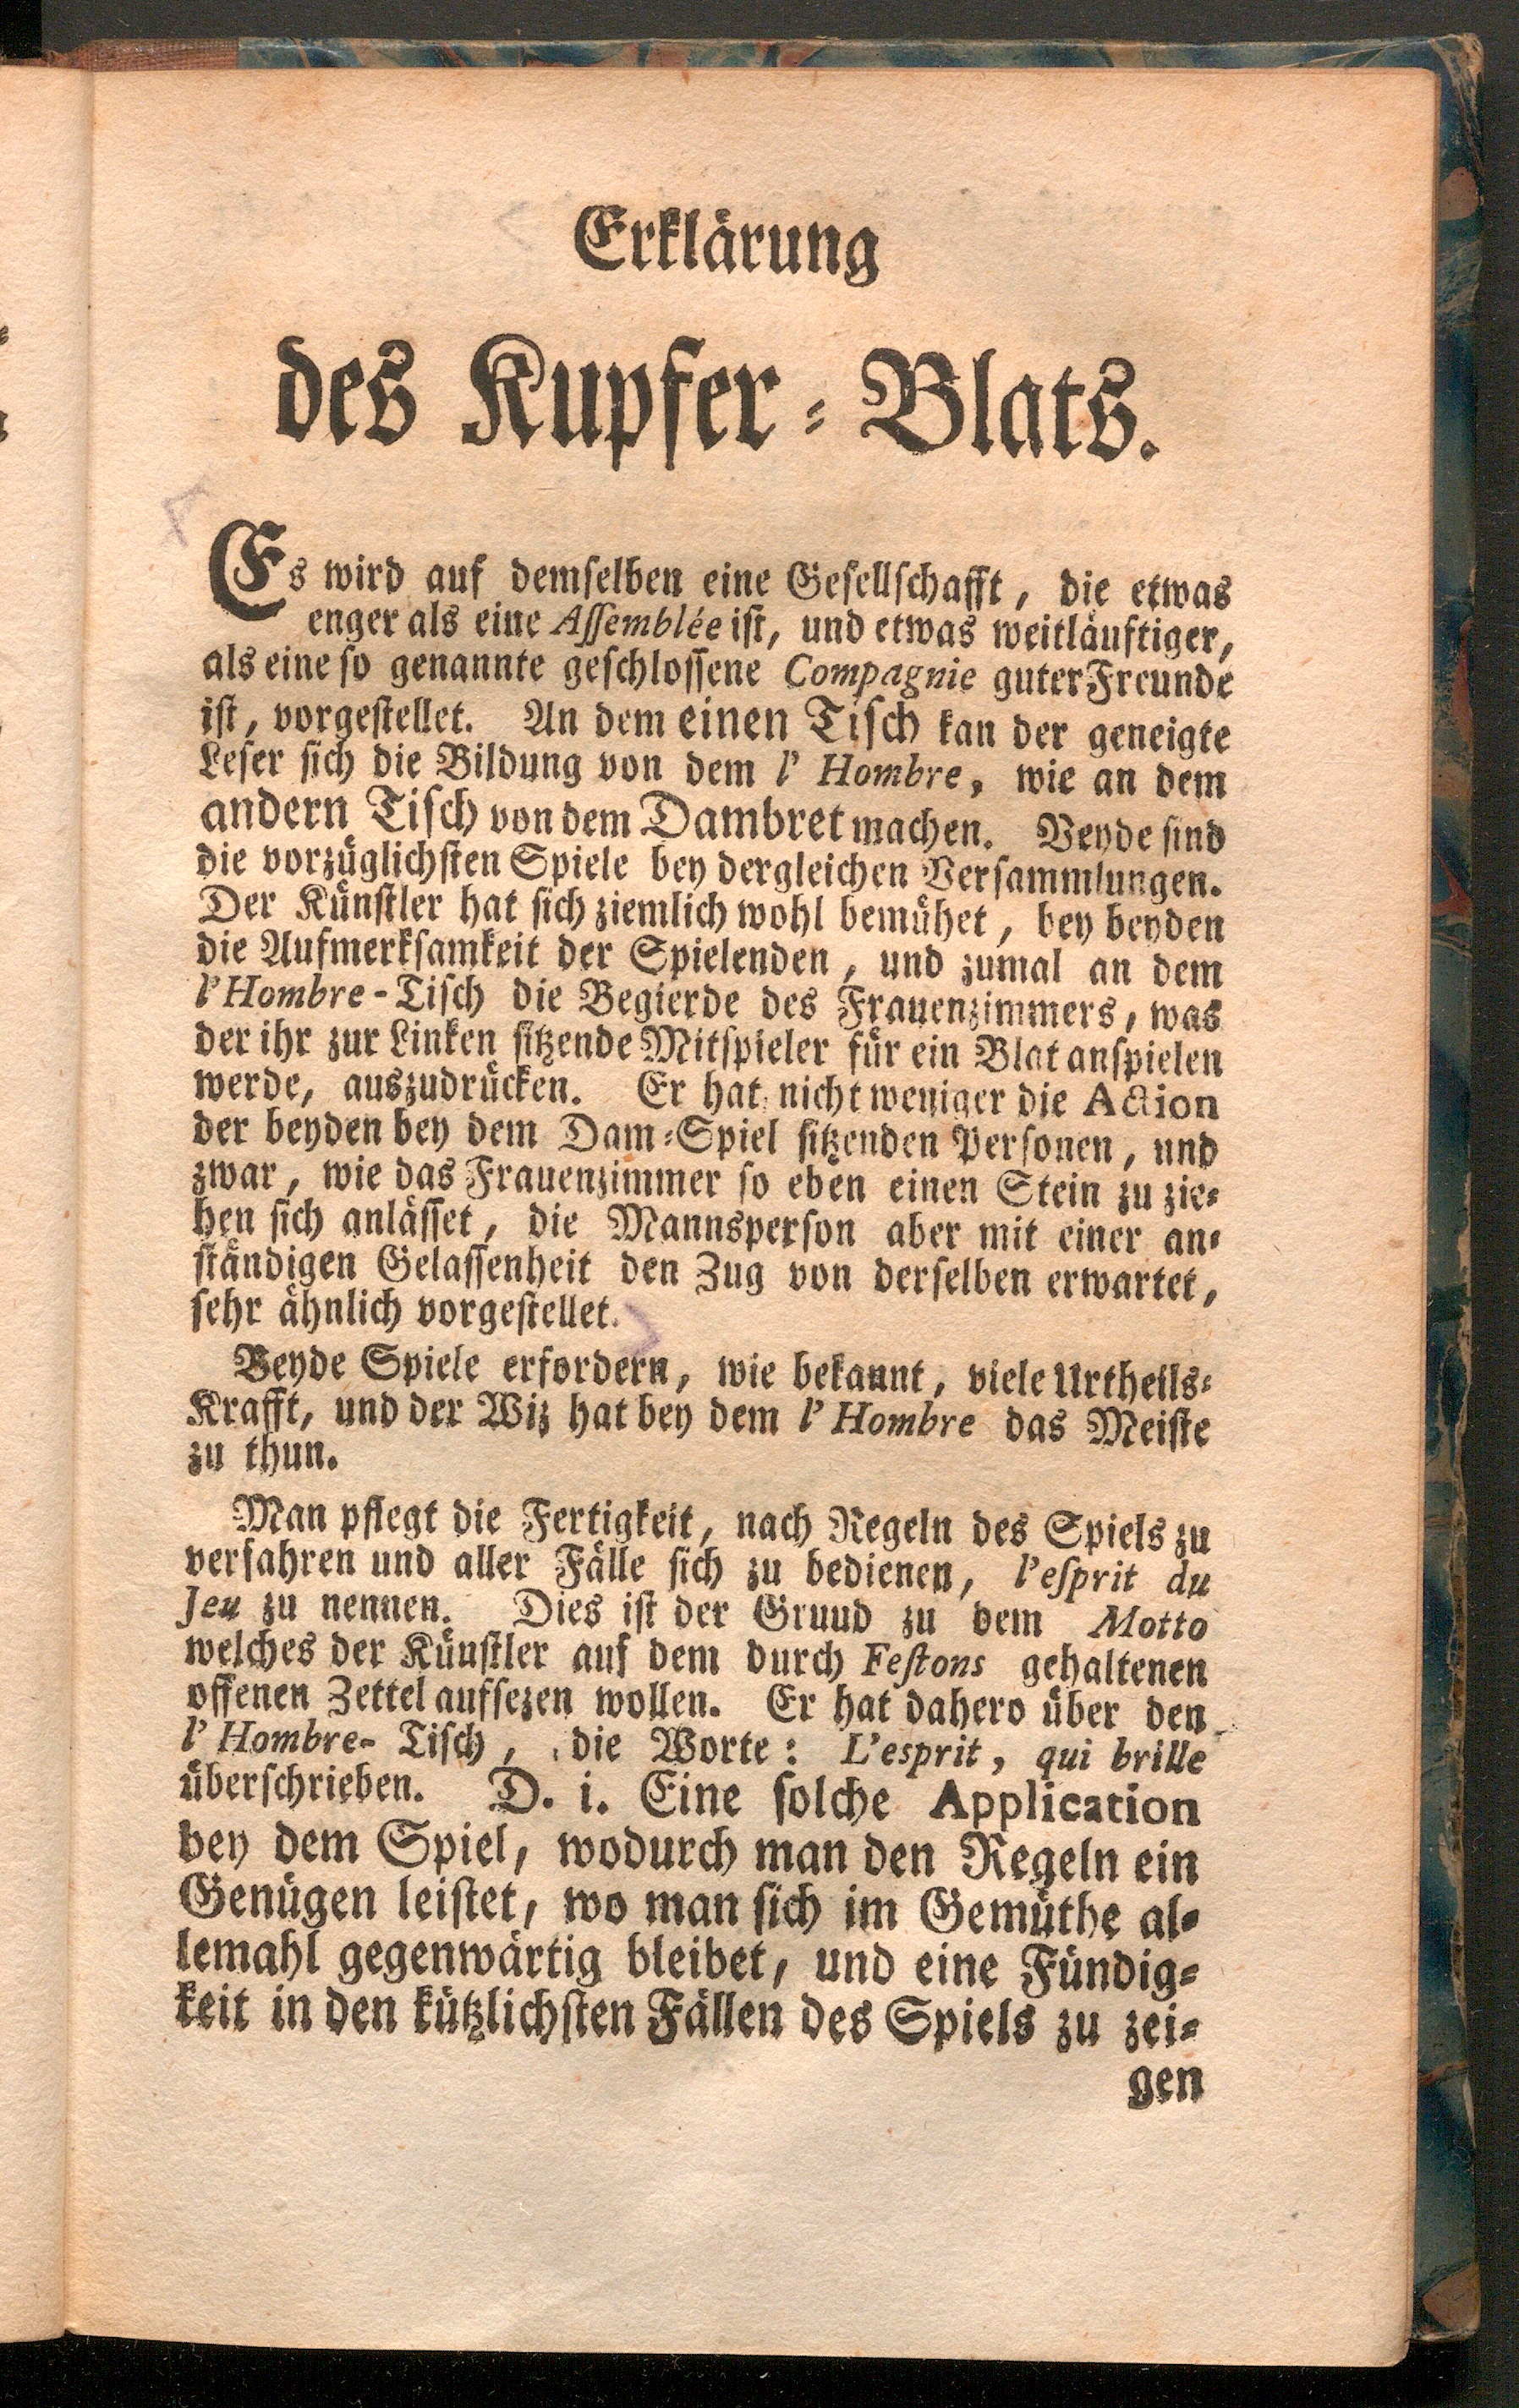 Erklärung
des Kupfer-Blats.
Es wird auf demselben eine Gesellschafft, die etwas
enger als eine Assemblée ist, und etwas weitläuftiger,
als eine so genannte geschlossene Compagnie guter Freunde
ist, vorgestellet. An dem einen Tisch kan der geneigte
Leser sich die Bildung von dem l' Hombre, wie an dem
andern Tisch von dem Dambret machen. Beyde sind
die vorzüglichsten Spiele bey dergleichen Versammlungen.
Der Künstler hat sich ziemlich wohl bemühet, bey beyden
die Aufmerksamkeit der Spielenden, und zumal an dem
l'Hombre-Tisch die Begierde des Frauenzimmers, was
der ihr zur Linken sitzende Mitspieler für ein Blat anspielen
werde, auszudrücken. Er hat nicht weniger die Action
der beyden bey dem Dam-Spiel sitzenden Personen, und
zwar, wie das Frauenzimmer so eben einen Stein zu zie-
hen sich anlässet, die Mannsperson aber mit einer an-
ständigen Gelassenheit den Zug von derselben erwartet,
sehr ähnlich vorgestellet.
Beyde Spiele erfordern, wie bekannt, viele Urtheils-
Krafft, und der Wiz hat bey dem l' Hombre das Meiste
zu thun.
Man pflegt die Fertigkeit, nach Regeln des Spiels zu
verfahren und aller Fälle sich zu bedienen, l'esprit du
Jeu zu nennen. Dies ist der Gruud zu dem Motto
welches der Künstler auf dem durch Festons gehaltenen
offenen Zettel aufsezen wollen. Er hat dahero über den
l' Hombre- Tisch, die Worte: L'esprit, qui brille
überschrieben. D. i. Eine solche Application
bey dem Spiel, wodurch man den Regeln ein
Genügen leistet, wo man sich im Gemüthe al-
lemahl gegenwärtig bleibet, und eine Fündig-
keit in den kützlichsten Fällen des Spiels zu zei-
gen